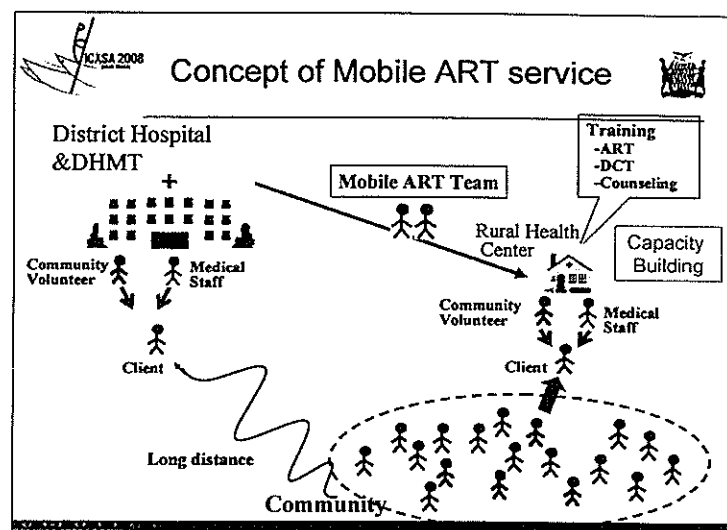 ICASA 2008
Concept of Mobile ART service
District Hospital
&DHMT
Mobile ART Team
Training
-ART
-DCT
-Counseling
Rural Health
Center
Capacity
Building
Community
Volunteer
Medical
Staff
Client
Community
Volunteer
Medical
Staff
Client
Long distance
Community